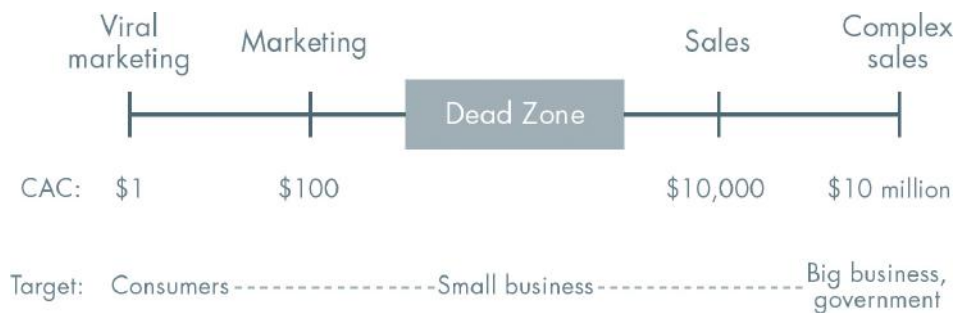 Viral
marketing
Marketing
Sales
Complex
sales
Dead Zone
CAC: $1 $100 $10,000 $10 million
Target: Consumers Small business Big business,
government